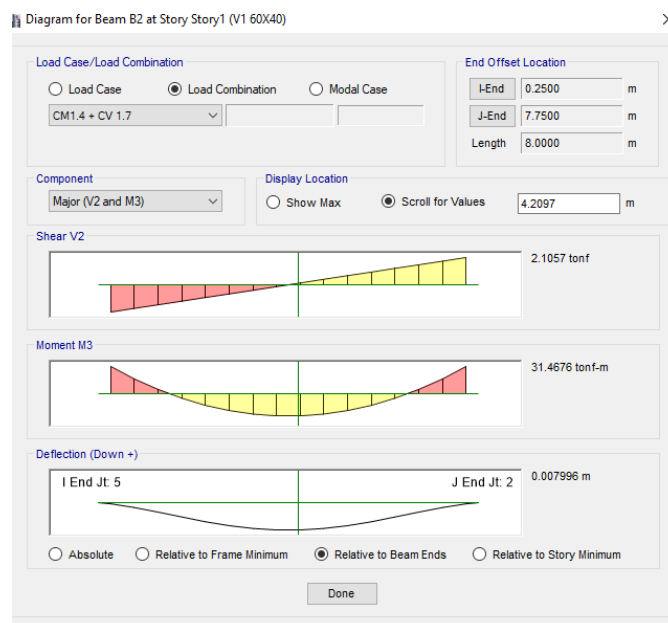 Diagram for Beam B2 at Story Story1 (V1 60X40)
Load Case/Load Combination
Load Case Load Combination Modal Case
CM1.4 + CV 1.7
End Offset Location
I-End 0.2500 m
J-End 7.7500 m
Length 8.0000 m
Component
Major (V2 and M3)
Display Location
Show Max Scroll for Values 4.2097 m
Shear V2
2.1057 tonf
Moment M3
31.4676 tonf-m
Deflection (Down +)
I End Jt: 5 J End Jt: 2
0.007996 m
Absolute Relative to Frame Minimum Relative to Beam Ends Relative to Story Minimum
Done